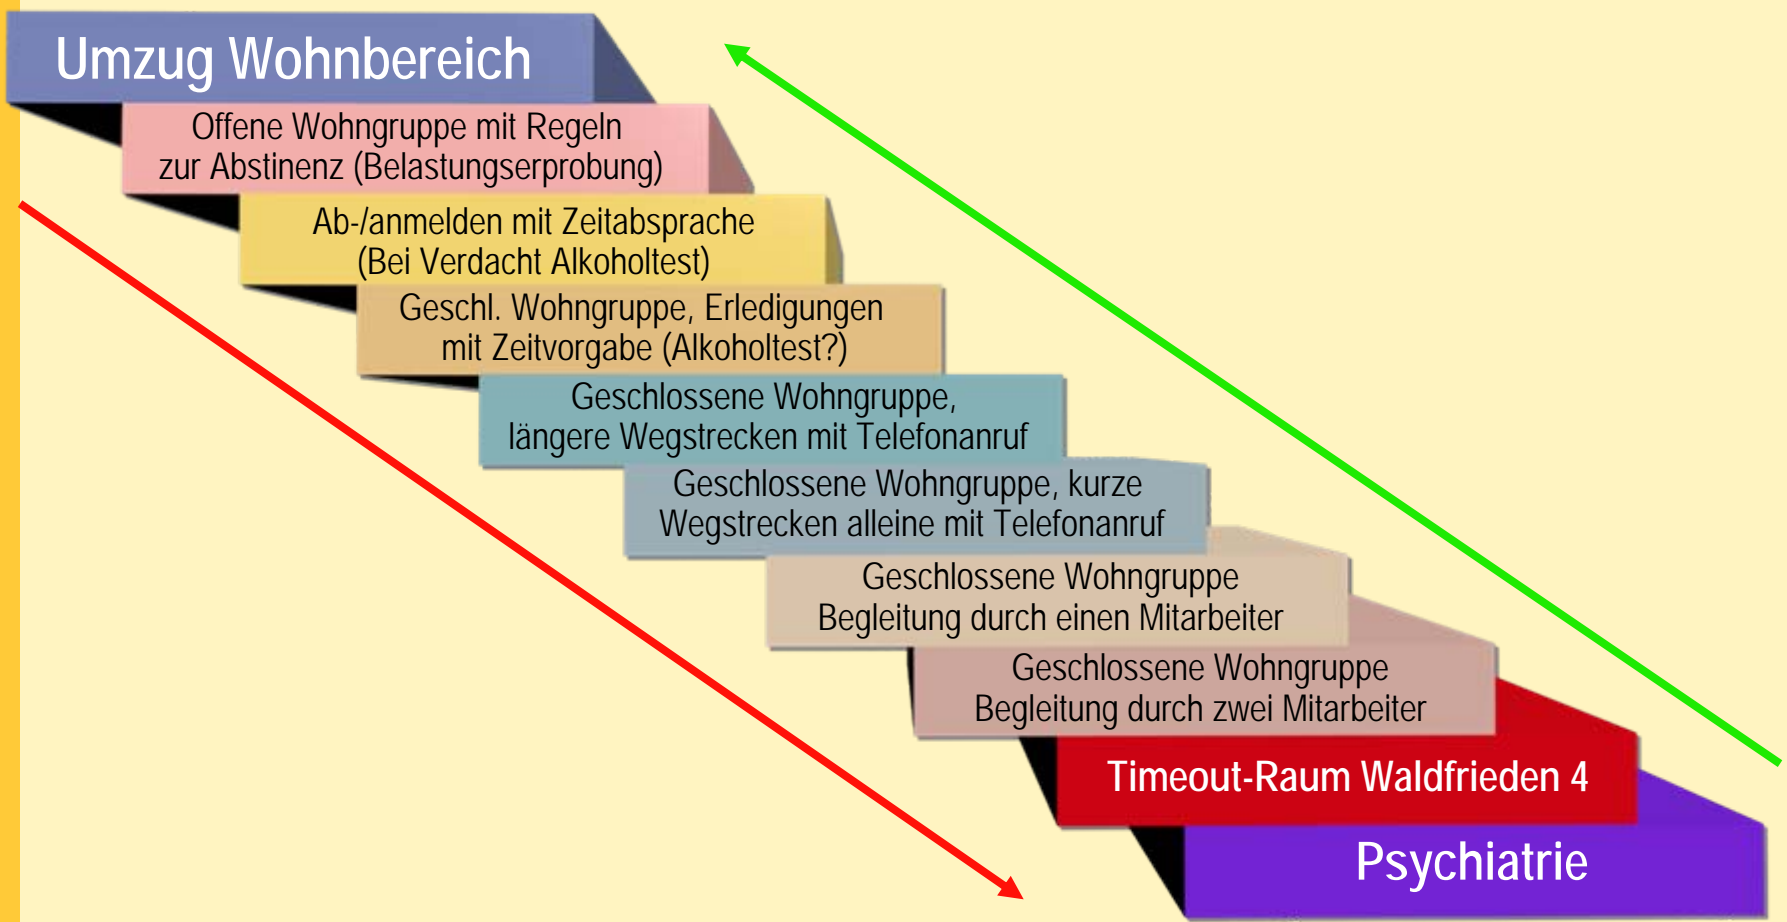 Umzug Wohnbereich
Offene Wohngruppe mit Regeln
zur Abstinenz (Belastungserprobung)
Ab-/anmelden mit Zeitabsprache
(Bei Verdacht Alkoholtest)
Geschl. Wohngruppe, Erledigungen
mit Zeitvorgabe (Alkoholtest?)
Geschlossene Wohngruppe,
längere Wegstrecken mit Telefonanruf
Geschlossene Wohngruppe, kurze
Wegstrecken alleine mit Telefonanruf
Geschlossene Wohngruppe
Begleitung durch einen Mitarbeiter
Geschlossene Wohngruppe
Begleitung durch zwei Mitarbeiter
Timeout-Raum Waldfrieden 4
Psychiatrie